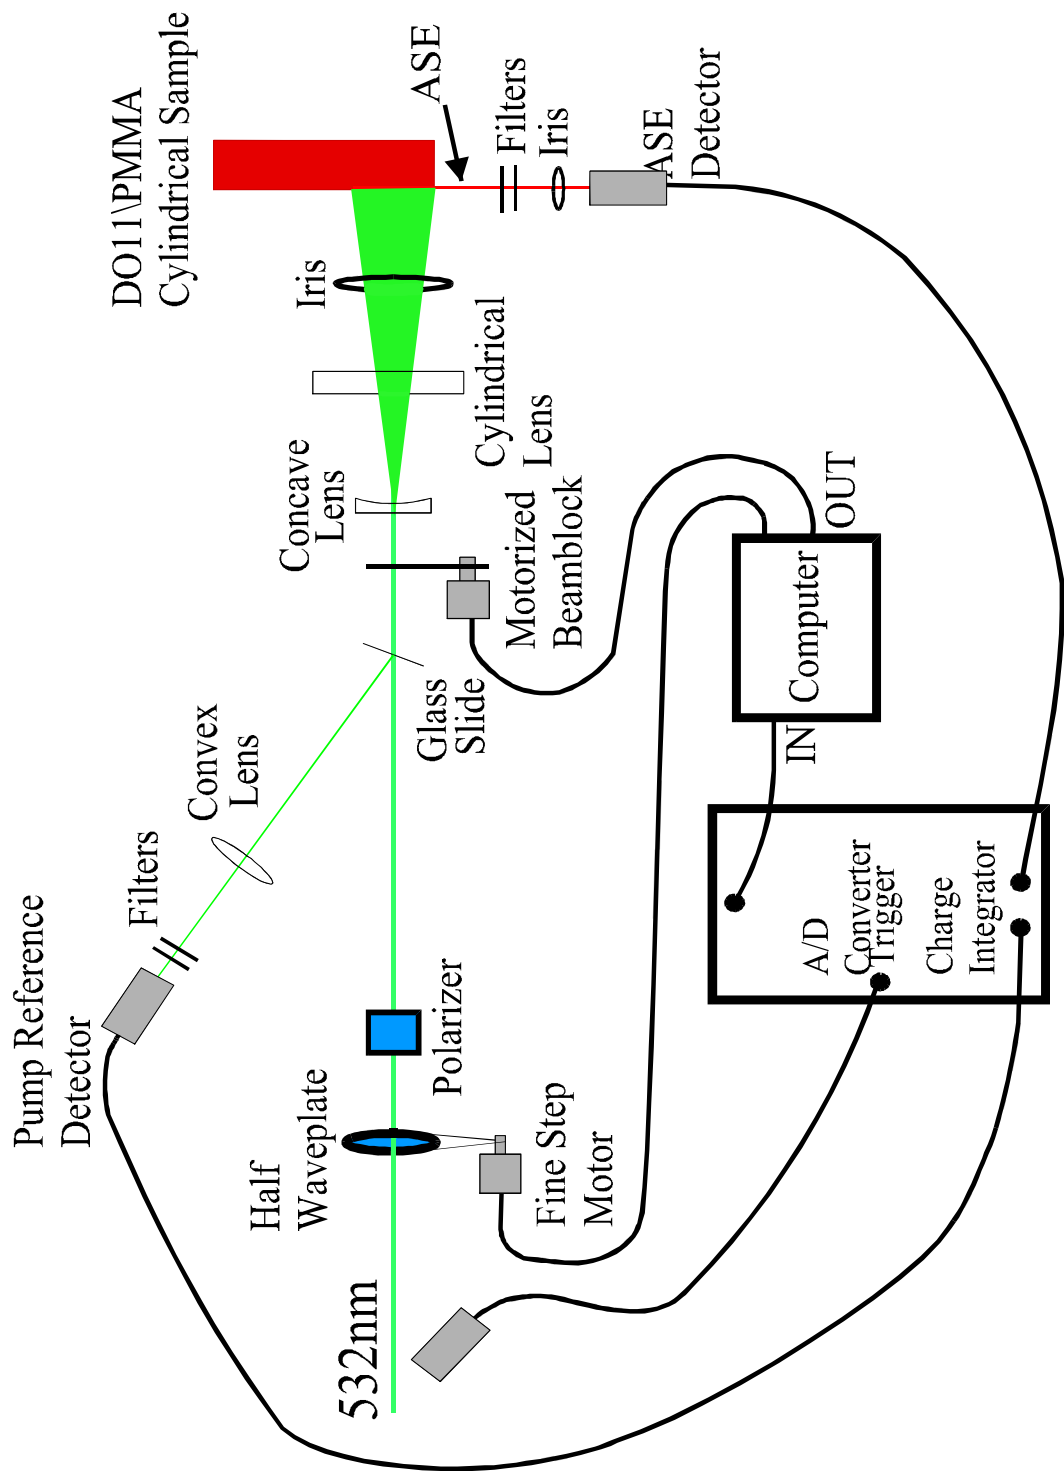 Pump Reference
Detector
Filters
Convex
Lens
DO11\PMMA
Cylindrical Sample
Half
Waveplate
Concave
Lens
Iris
532nm
Polarizer
Glass
Slide
Cylindrical
Lens
ASE
Filters
Iris
Fine Step
Motor
Motorized
Beamblock
ASE
Detector
IN
Computer
OUT
A/D
Converter
Trigger
Charge
Integrator